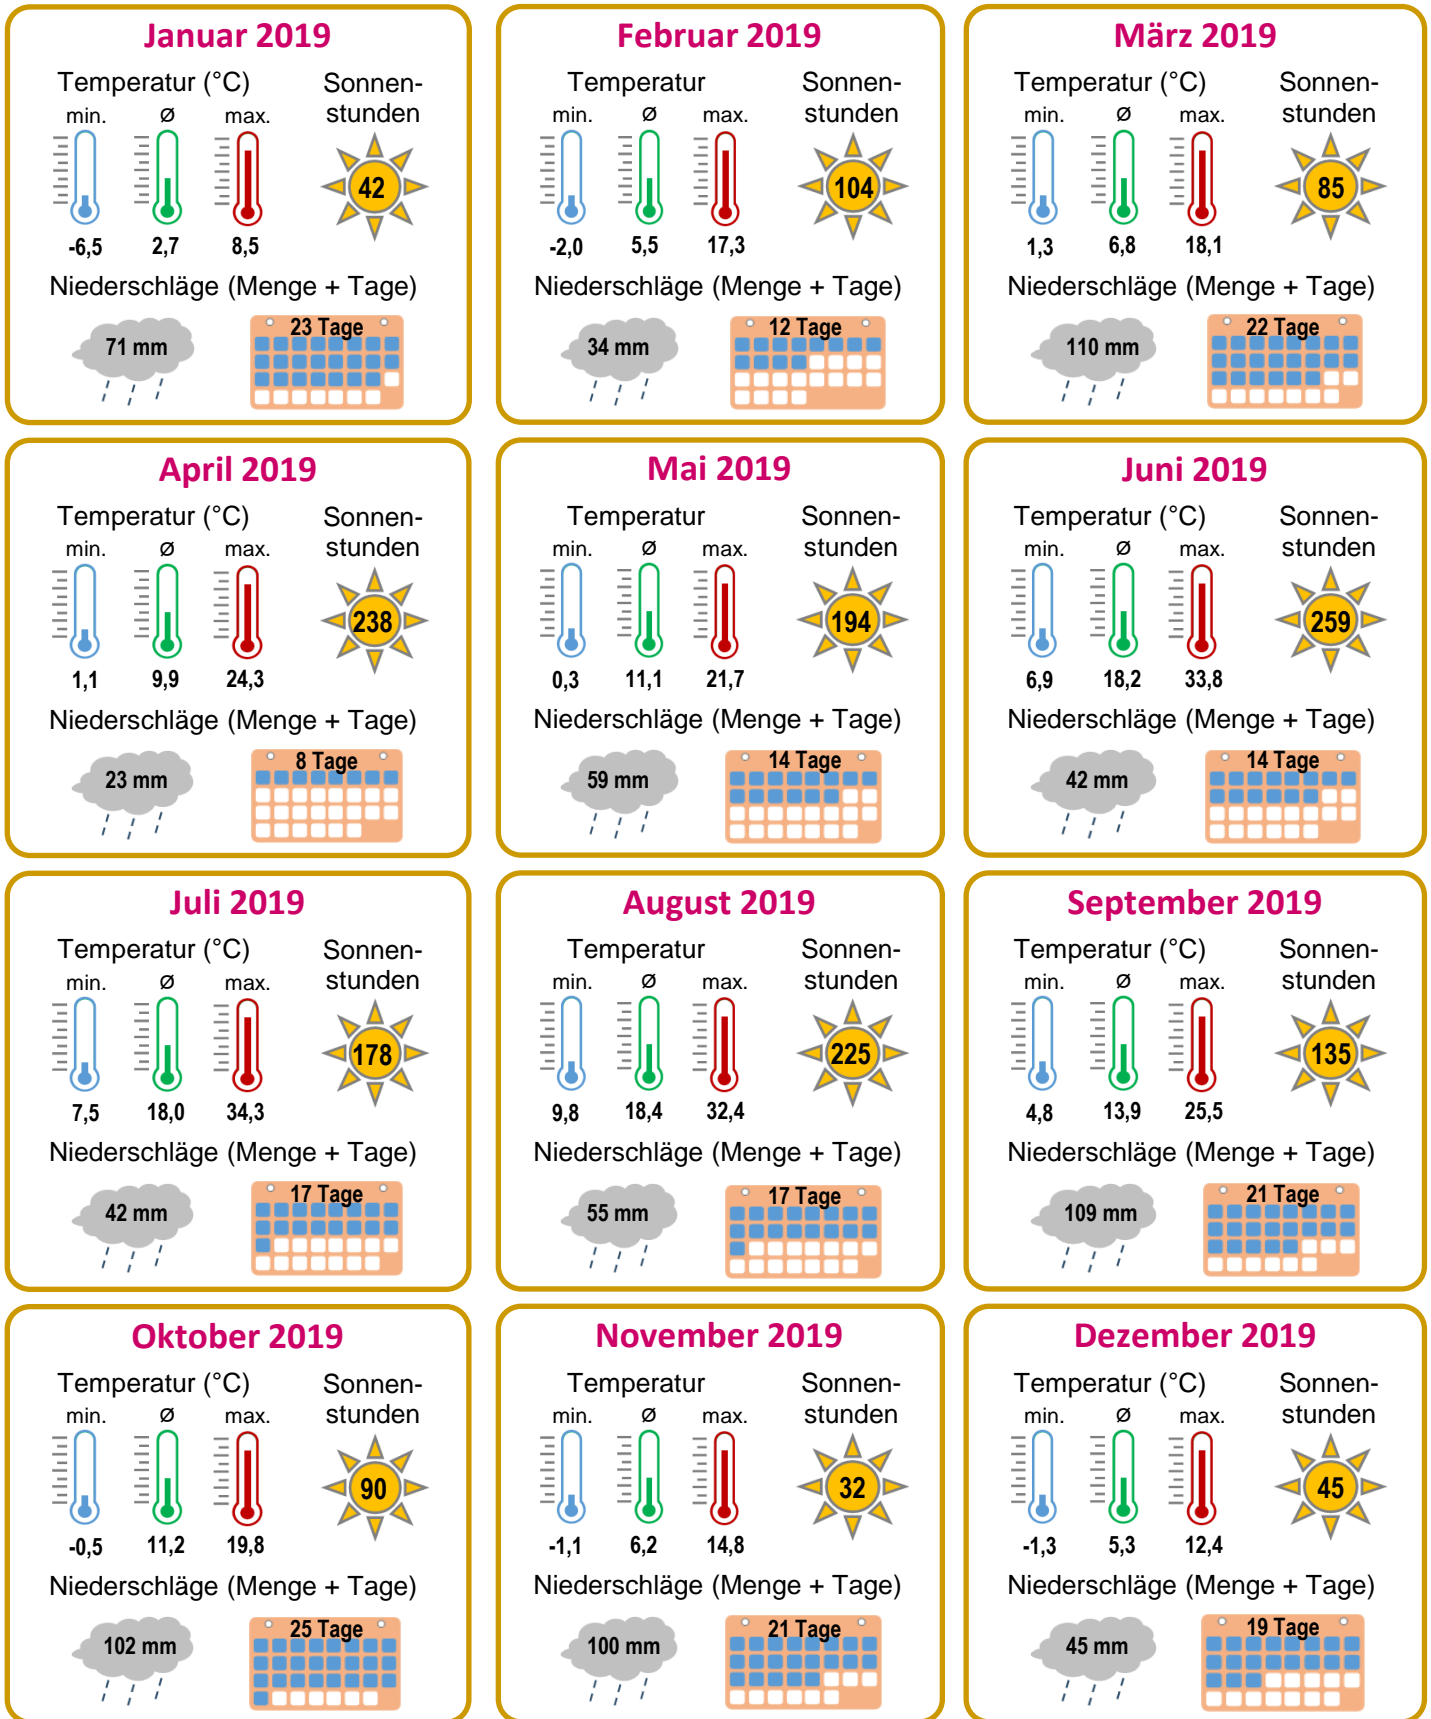 Januar 2019
Temperatur (°C)
Sonnen-
stunden
min.
Ø
max.
42
-6,5
2,7
8,5
Niederschläge (Menge + Tage)
71 mm
23 Tage
Februar 2019
Temperatur
Sonnen-
stunden
min.
Ø
max.
104
-2,0
5,5
17,3
Niederschläge (Menge + Tage)
34 mm
12 Tage
März 2019
Temperatur (°C)
Sonnen-
stunden
min.
Ø
max.
85
1,3
6,8
18,1
Niederschläge (Menge + Tage)
110 mm
22 Tage
April 2019
Temperatur (°C)
Sonnen-
stunden
min.
Ø
max.
238
1,1
9,9
24,3
Niederschläge (Menge + Tage)
23 mm
8 Tage
Mai 2019
Temperatur
Sonnen-
stunden
min.
Ø
max.
194
0,3
11,1
21,7
Niederschläge (Menge + Tage)
59 mm
14 Tage
Juni 2019
Temperatur (°C)
Sonnen-
stunden
min.
Ø
max.
259
6,9
18,2
33,8
Niederschläge (Menge + Tage)
42 mm
14 Tage
Juli 2019
Temperatur (°C)
Sonnen-
stunden
min.
Ø
max.
178
7,5
18,0
34,3
Niederschläge (Menge + Tage)
42 mm
17 Tage
August 2019
Temperatur
Sonnen-
stunden
min.
Ø
max.
225
9,8
18,4
32,4
Niederschläge (Menge + Tage)
55 mm
17 Tage
September 2019
Temperatur (°C)
Sonnen-
stunden
min.
Ø
max.
135
4,8
13,9
25,5
Niederschläge (Menge + Tage)
109 mm
21 Tage
Oktober 2019
Temperatur (°C)
Sonnen-
stunden
min.
Ø
max.
90
-0,5
11,2
19,8
Niederschläge (Menge + Tage)
102 mm
25 Tage
November 2019
Temperatur
Sonnen-
stunden
min.
Ø
max.
32
-1,1
6,2
14,8
Niederschläge (Menge + Tage)
100 mm
21 Tage
Dezember 2019
Temperatur (°C)
Sonnen-
stunden
min.
Ø
max.
45
-1,3
5,3
12,4
Niederschläge (Menge + Tage)
45 mm
19 Tage